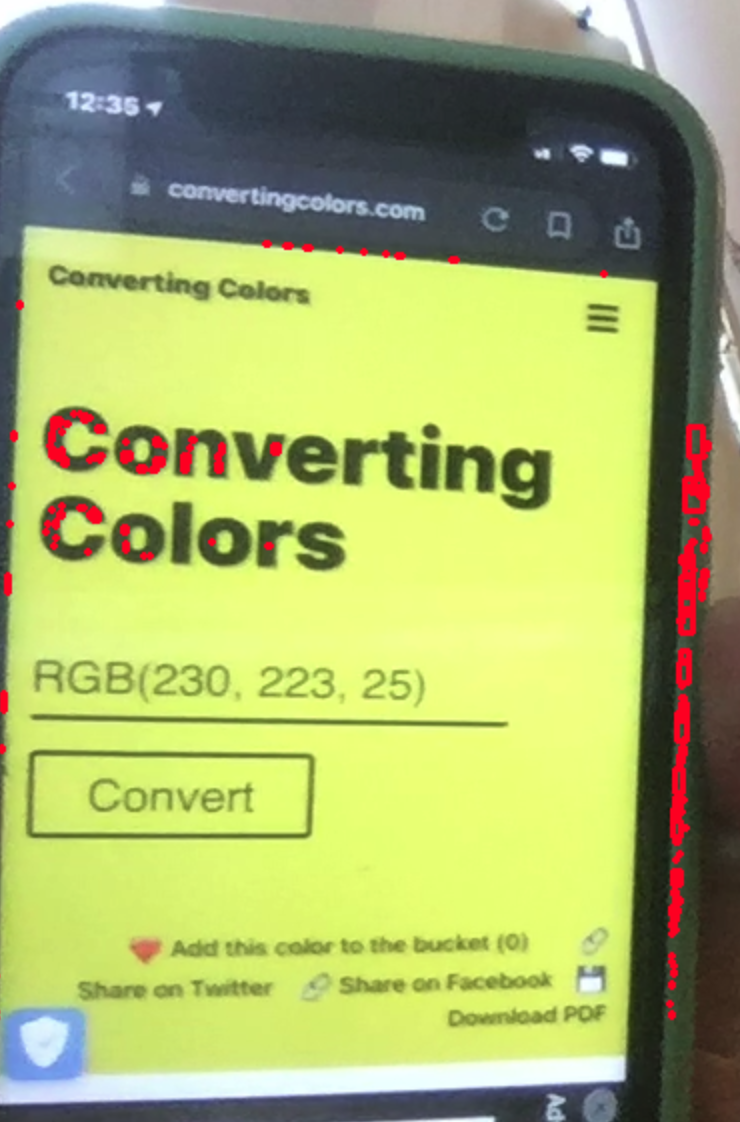 12:35
convertingcolors.com
Converting Colors
Converting
Colors
RGB(230, 223, 25)
Convert
Add this color to the bucket (0)
Share on Twitter Share on Facebook
Download PDF
Ad